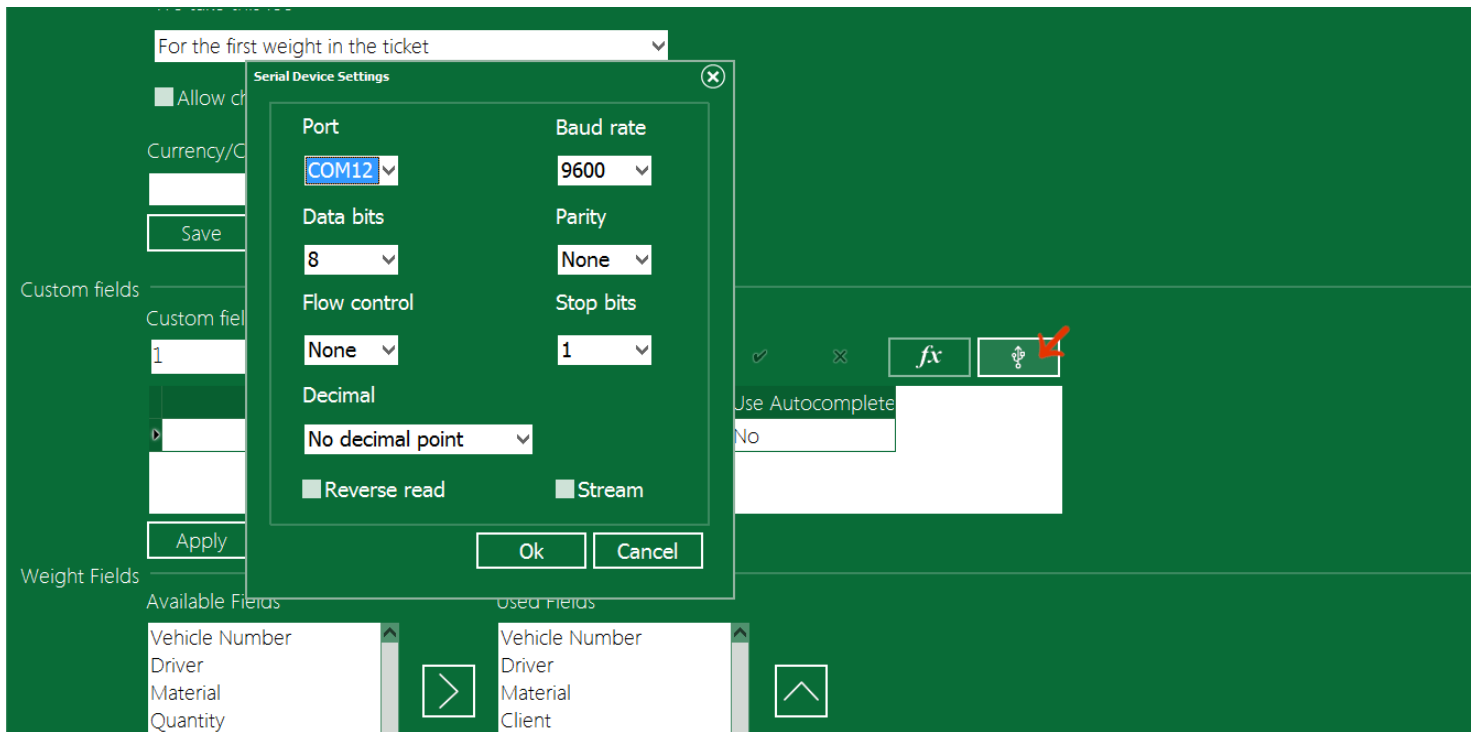 For the first weight in the ticket
Serial Device Settings
Allow ch
Port Baud rate
Currency/C
COM12 9600
Data bits Parity
Save
8 None
Custom fields
Flow control Stop bits
Custom fiel
1
None 1
fx
Decimal
Use Autocomplete
No decimal point
No
Reverse read Stream
Apply
Ok Cancel
Weight Fields
Available Fields Used Fields
Vehicle Number Vehicle Number
Driver Driver
Material Material
Quantity Client